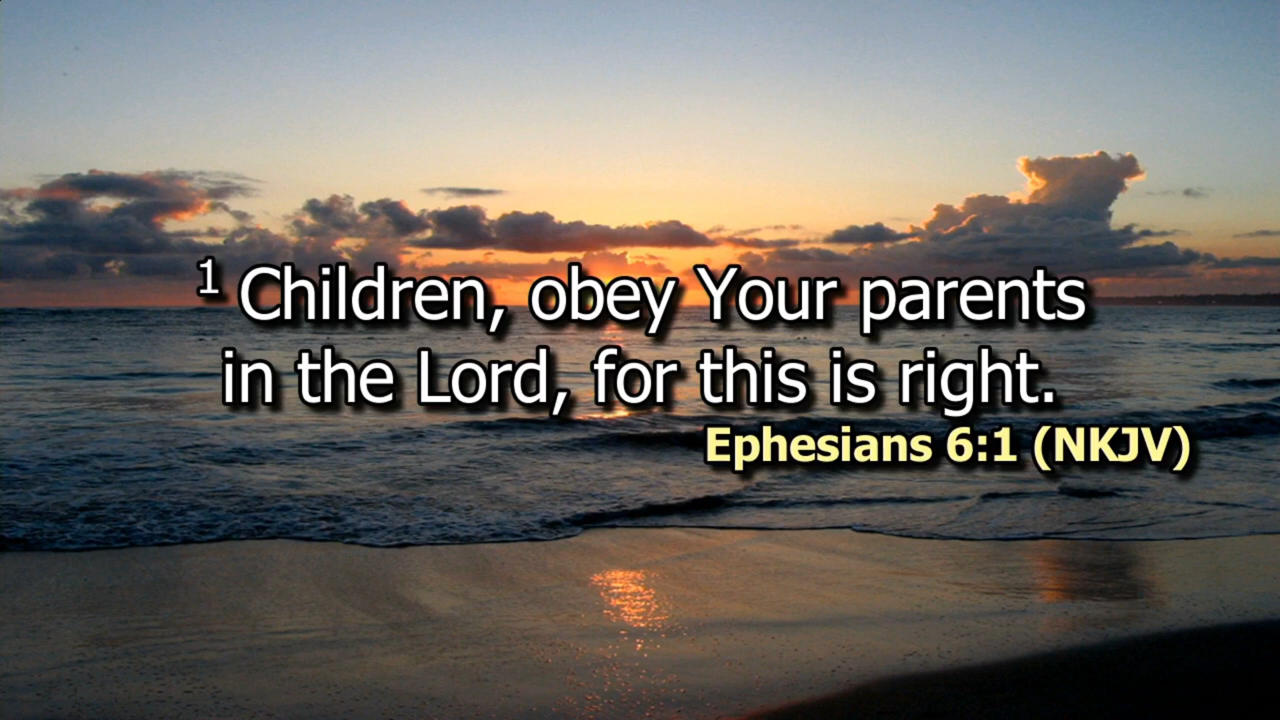 1 Children, obey Your parents
in the Lord, for this is right.
Ephesians 6:1 (NKJV)